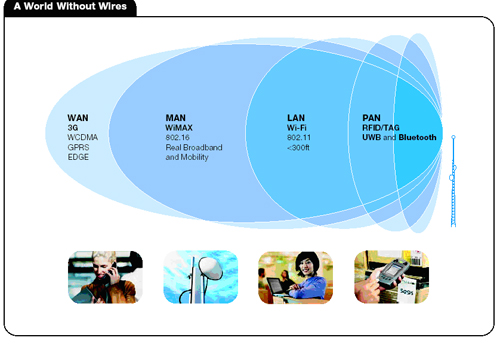 A World Without Wires
WAN
3G
WCDMA
GPRS
EDGE
MAN
WiMAX
802.16
Real Broadband
and Mobility
LAN
Wi-Fi
802.11
<300ft
PAN
RFID/TAG
UWB and Bluetooth